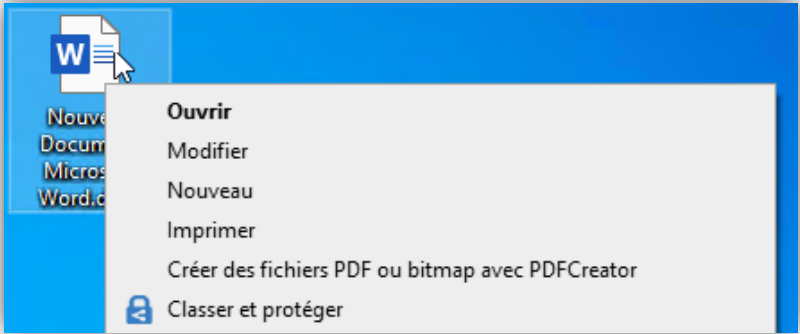 W
Nouve
Docum
Micros
Word.d
Ouvrir
Modifier
Nouveau
Imprimer
Créer des fichiers PDF ou bitmap avec PDFCreator
Classer et protéger